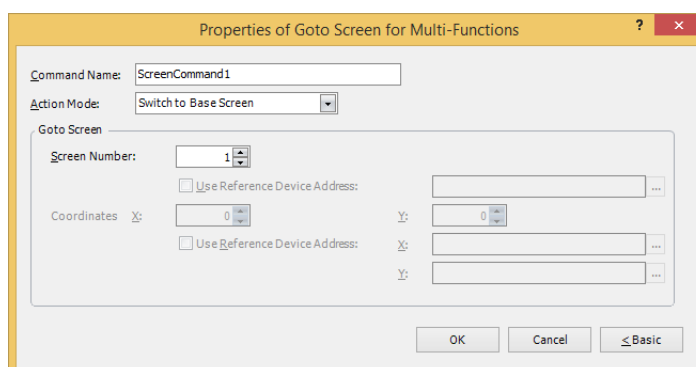 Properties of Goto Screen for Multi-Functions ? ×
Command Name: ScreenCommand1
Action Mode: Switch to Base Screen
Goto Screen
Screen Number: 1
Use Reference Device Address: ...
Coordinates X: 0 Y: 0
Use Reference Device Address: X: ...
Y: ...
OK Cancel < Basic